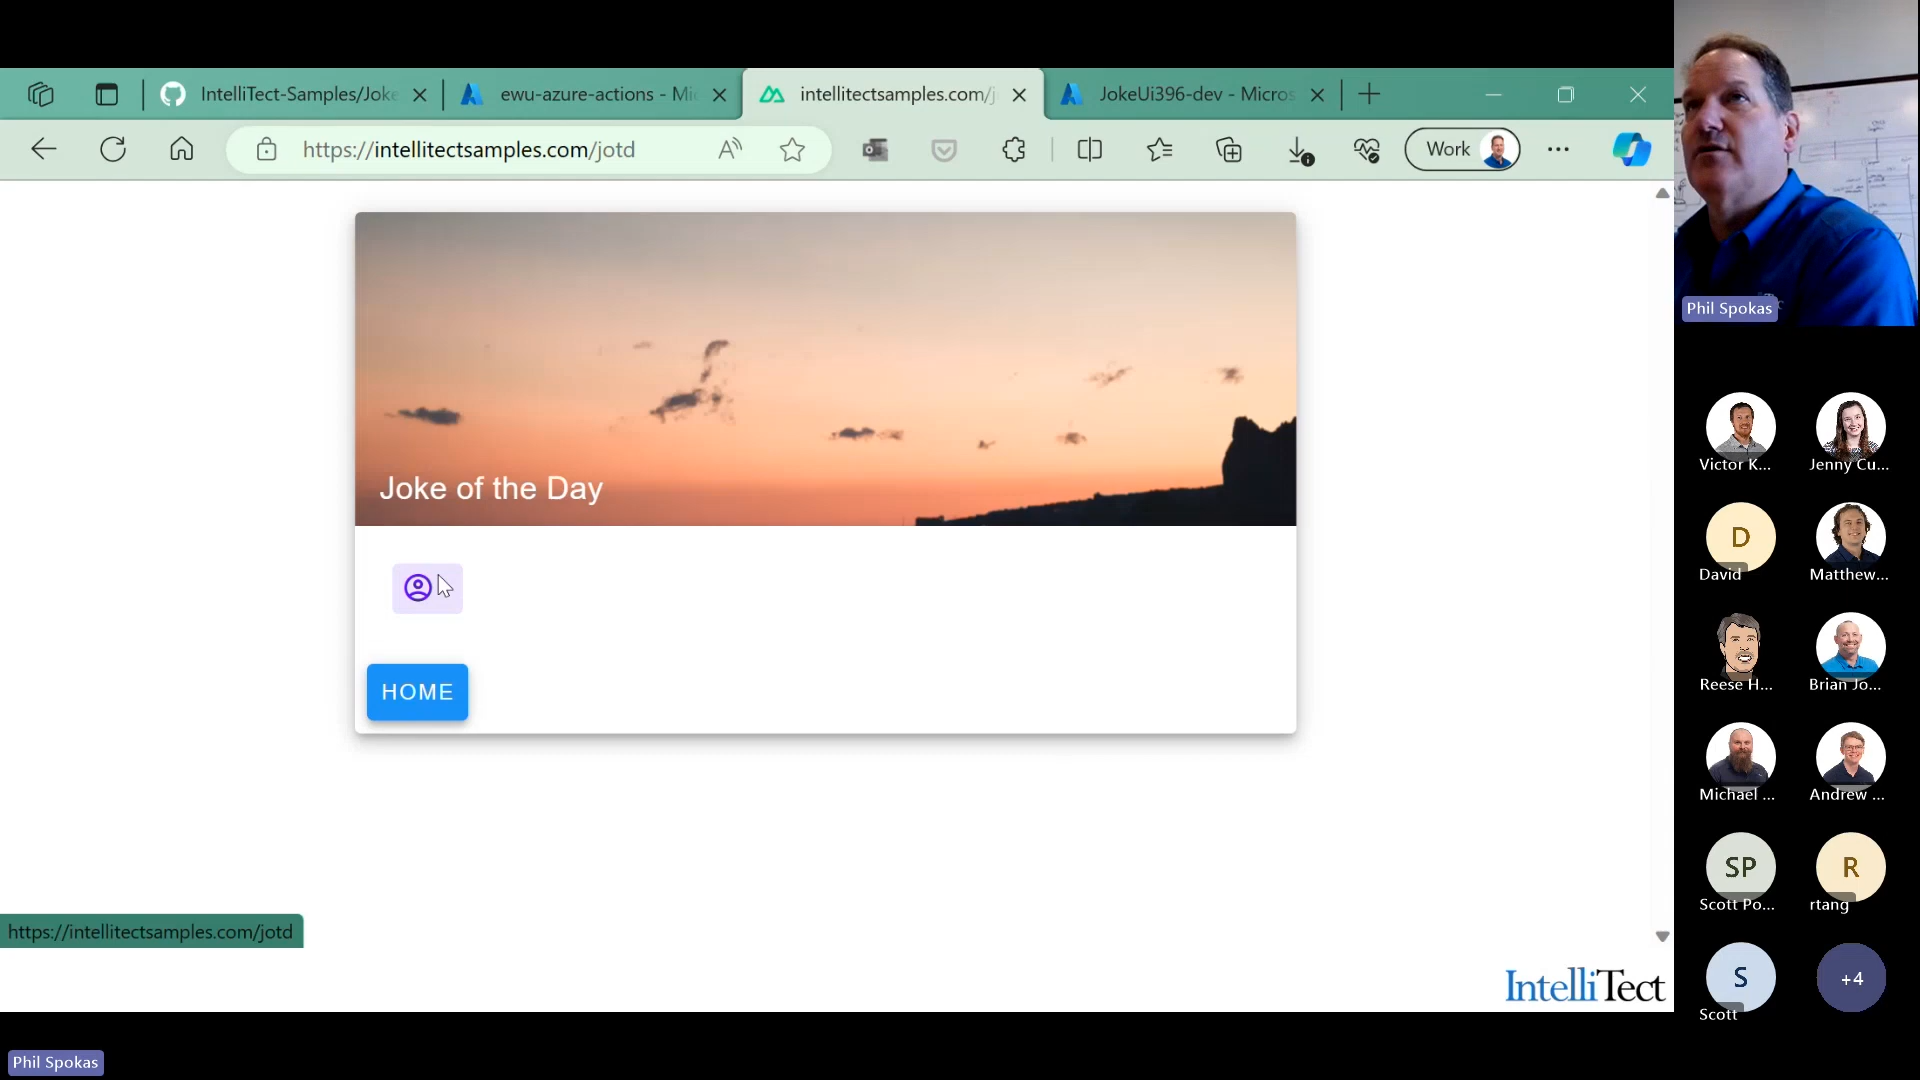 IntelliTect-Samples/Joke
ewu-azure-actions - Mi
intellitectsamples.com/j
JokeUi396-dev - Micros
https://intellitectsamples.com/jotd
Work
Joke of the Day
HOME
https://intellitectsamples.com/jotd
IntelliTect
Phil Spokas
Phil Spokas
Victor K...
Jenny Cu...
D
David
Matthew...
Reese H...
Brian Jo...
Michael ...
Andrew ...
SP
Scott Po...
R
rtang
S
Scott
+4